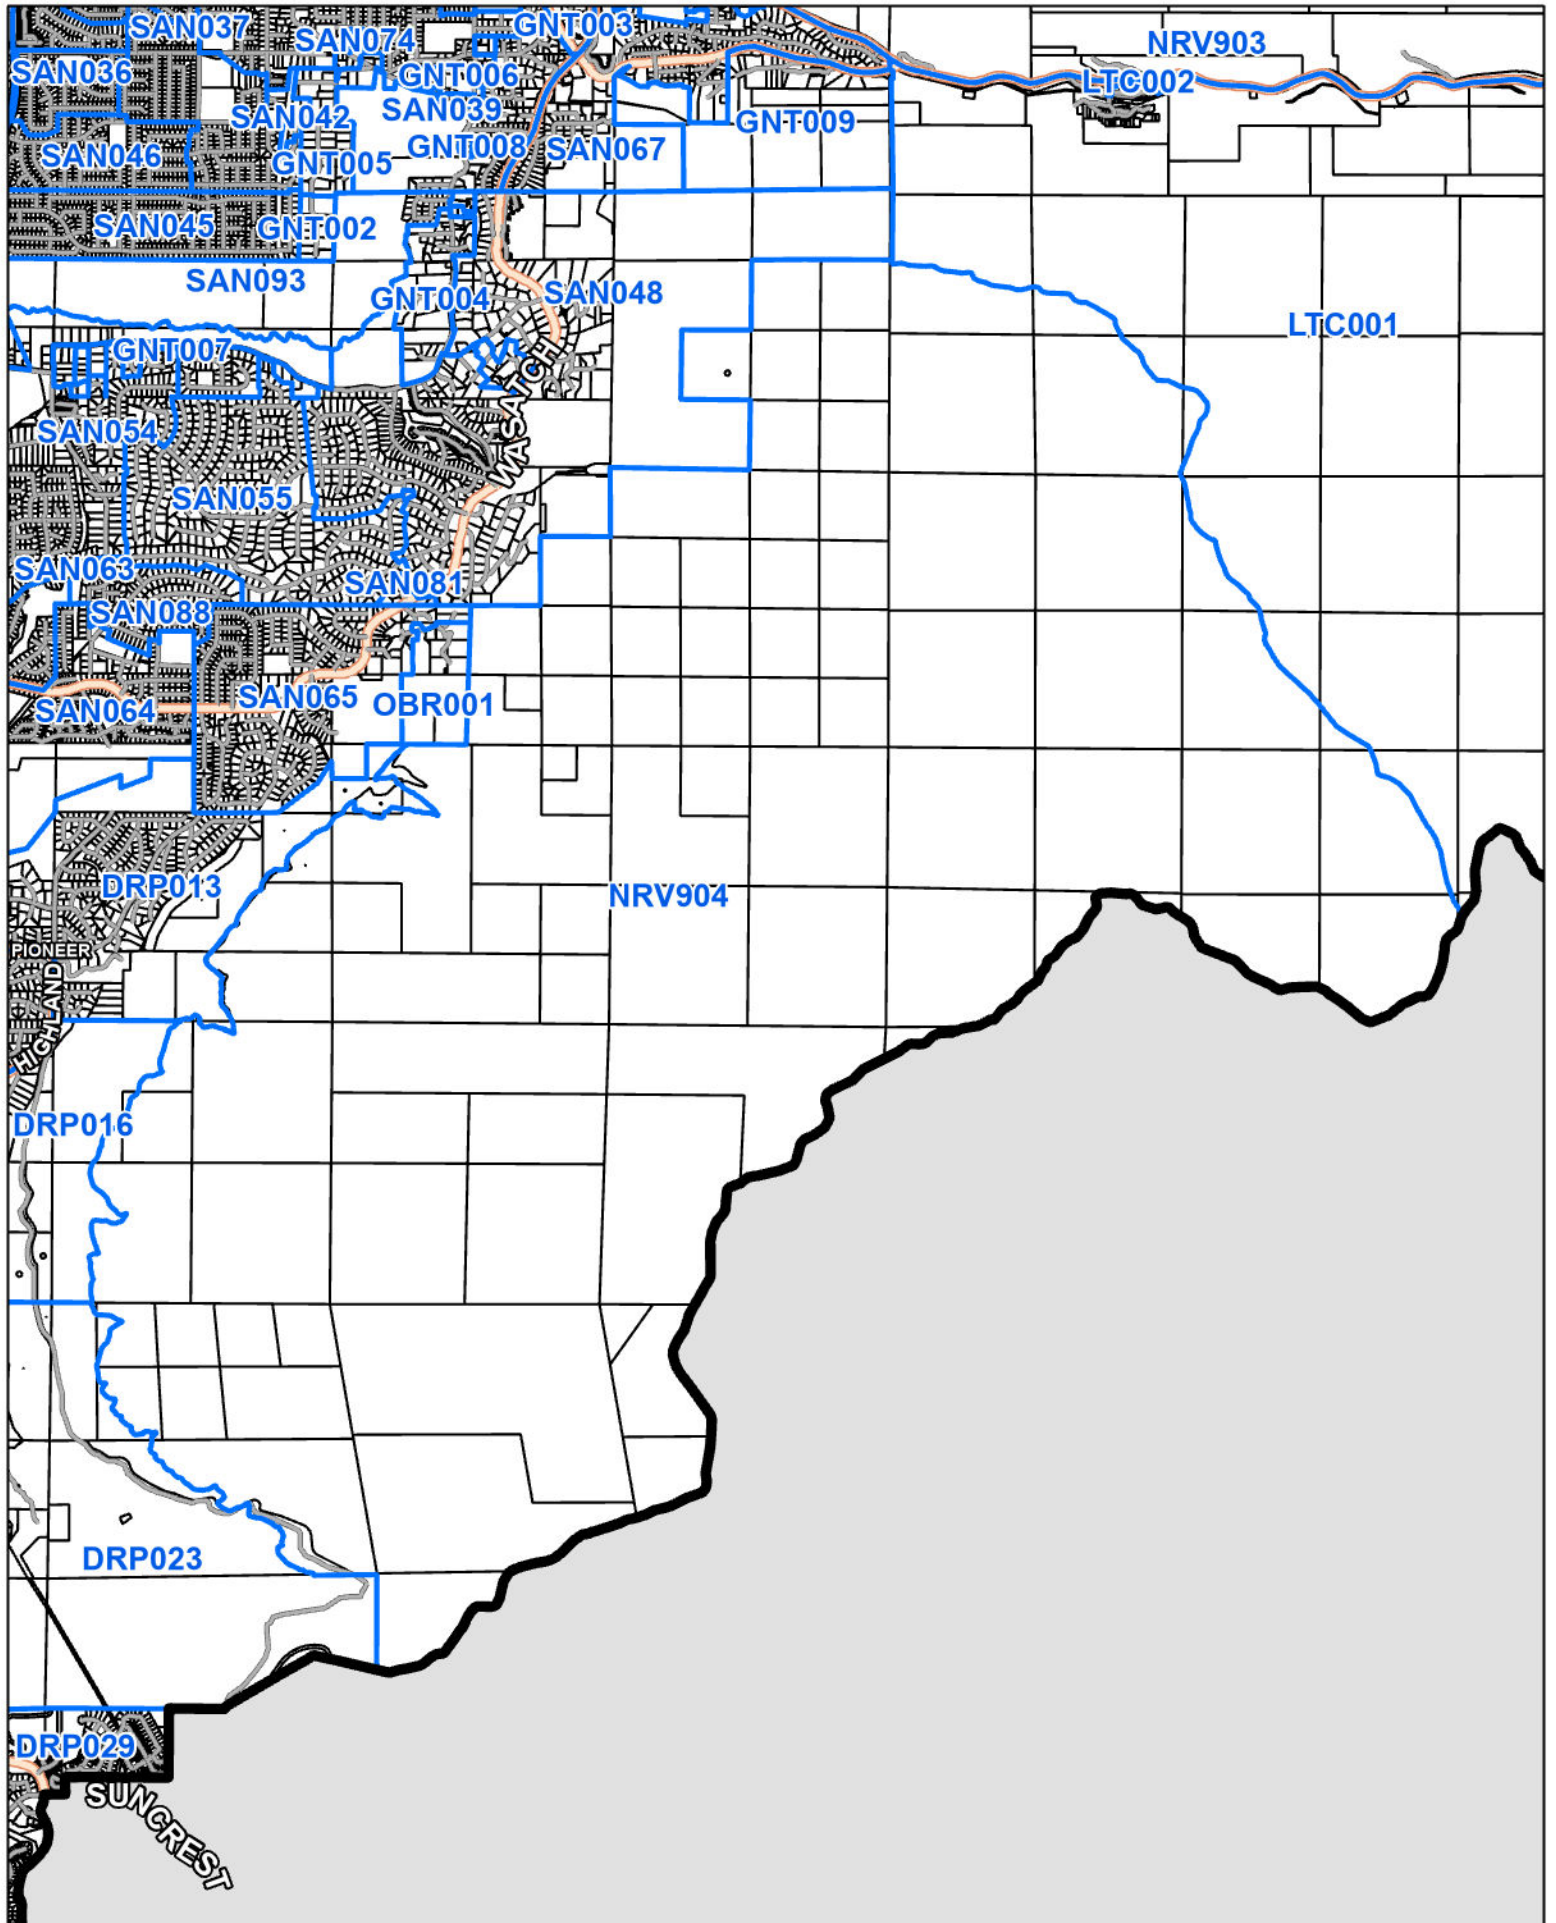 GNT003
SAN037
SAN074
NRV903
SAN036
GNT006
LTC002
SAN039
SAN042
GNT009
GNT008
SAN067
SAN046
GNT005
SAN045
GNT002
SAN093
SAN048
GNT004
LTC001
GNT007
WASATCH
SAN054
SAN055
SAN063
SAN081
SAN088
SAN065
OBR001
SAN064
DRP013
NRV904
PIONEER
HIGHLAND
DRP016
DRP023
DRP029
SUNCREST